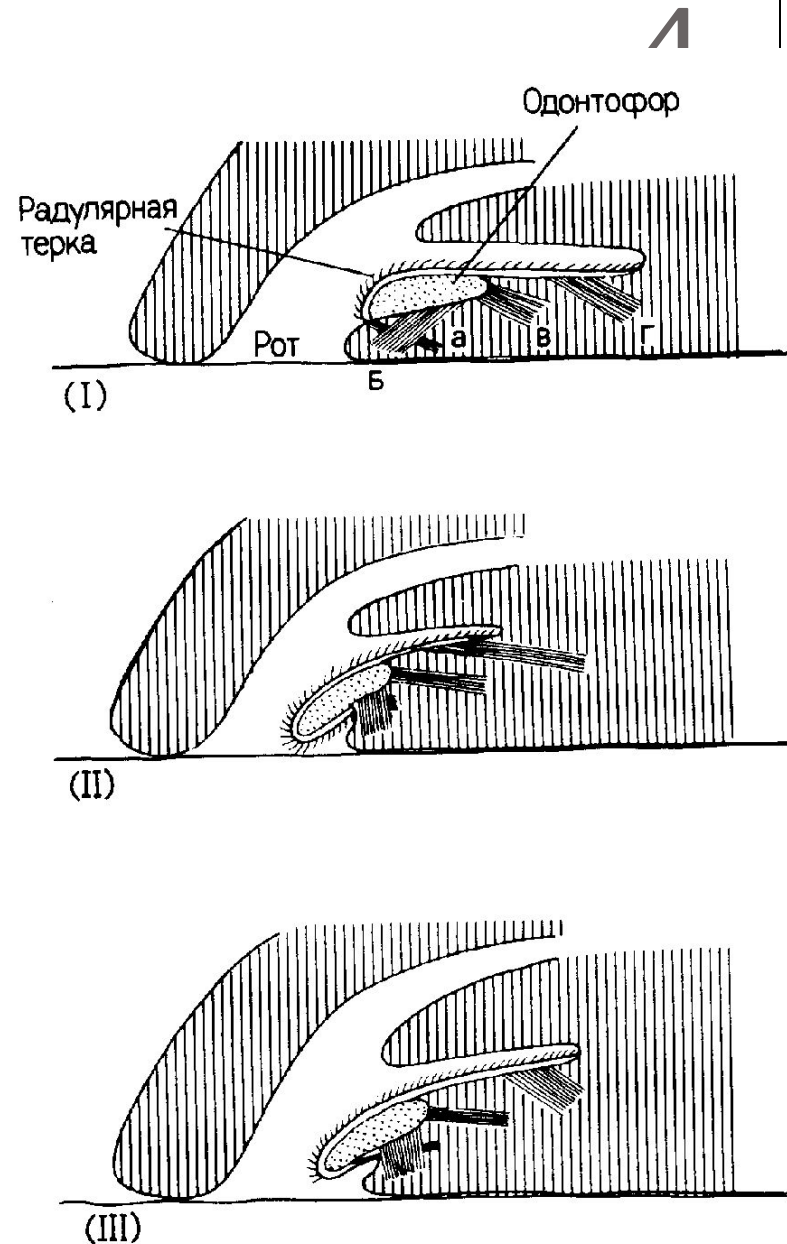 Одонтофор
Радулярная
терка
Рот
а
в
г
Б
(I)
(II)
(III)